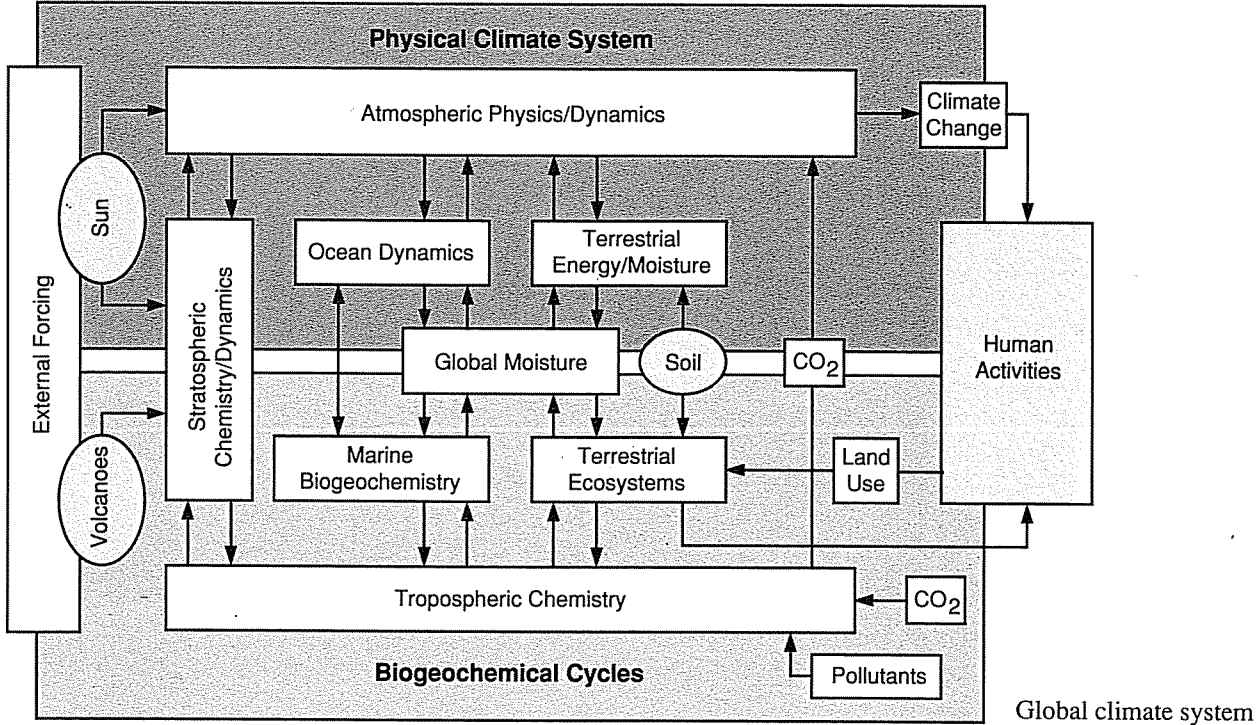 Physical Climate System
Atmospheric Physics/Dynamics
Climate
Change
Sun
External Forcing
Stratospheric
Chemistry/Dynamics
Ocean Dynamics
Terrestrial
Energy/Moisture
Global Moisture
Soil
CO2
Human
Activities
Volcanoes
Marine
Biogeochemistry
Terrestrial
Ecosystems
Land
Use
Tropospheric Chemistry
CO2
Biogeochemical Cycles
Pollutants
Global climate system